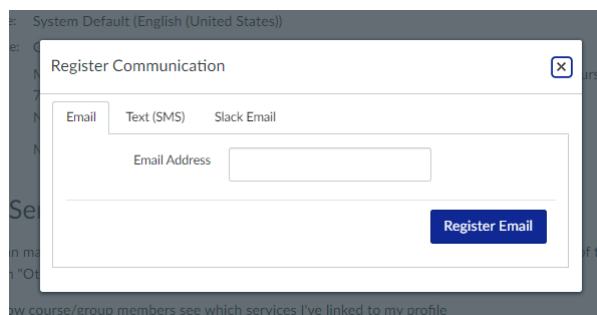 System Default (English (United States))
Register Communication
Email Text (SMS) Slack Email
Email Address
Register Email
course/group members see which services I've linked to my profile